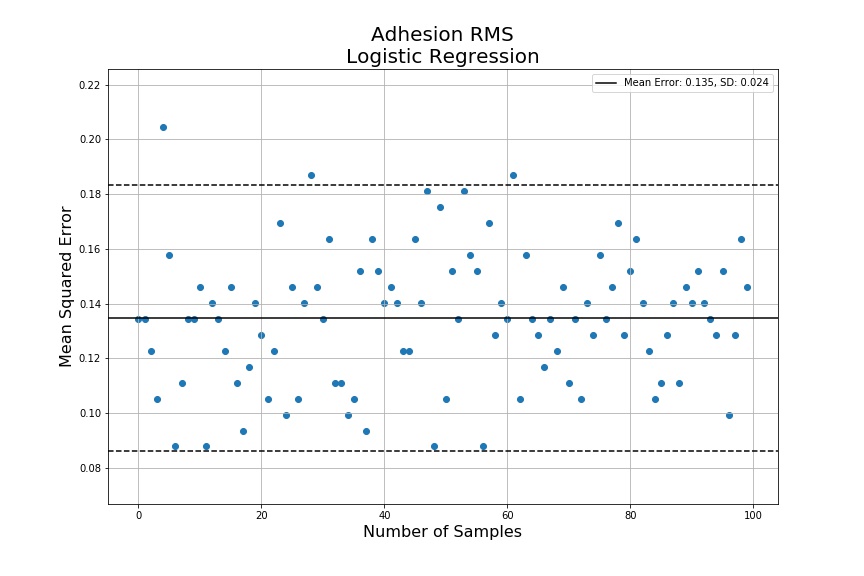 Adhesion RMS
Logistic Regression
Mean Error: 0.135, SD: 0.024
Mean Squared Error
0.22
0.20
0.18
0.16
0.14
0.12
0.10
0.08
0
20
40
60
80
100
Number of Samples